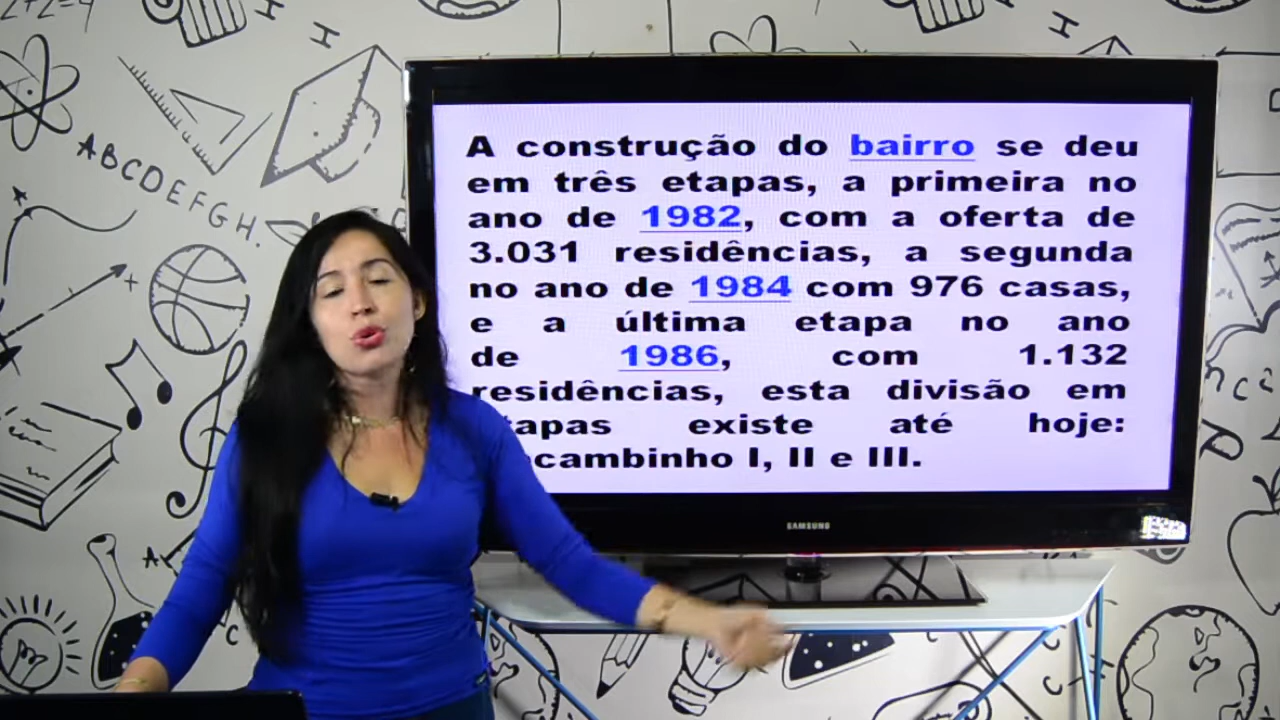 A construção do bairro se deu
em três etapas, a primeira no
ano de 1982, com a oferta de
3.031 residências, a segunda
no ano de 1984 com 976 casas,
e a última etapa no ano
de 1986, com 1.132
residências, esta divisão em
etapas existe até hoje:
I, II e III.
SAMSUNG
ABCDEFGH.